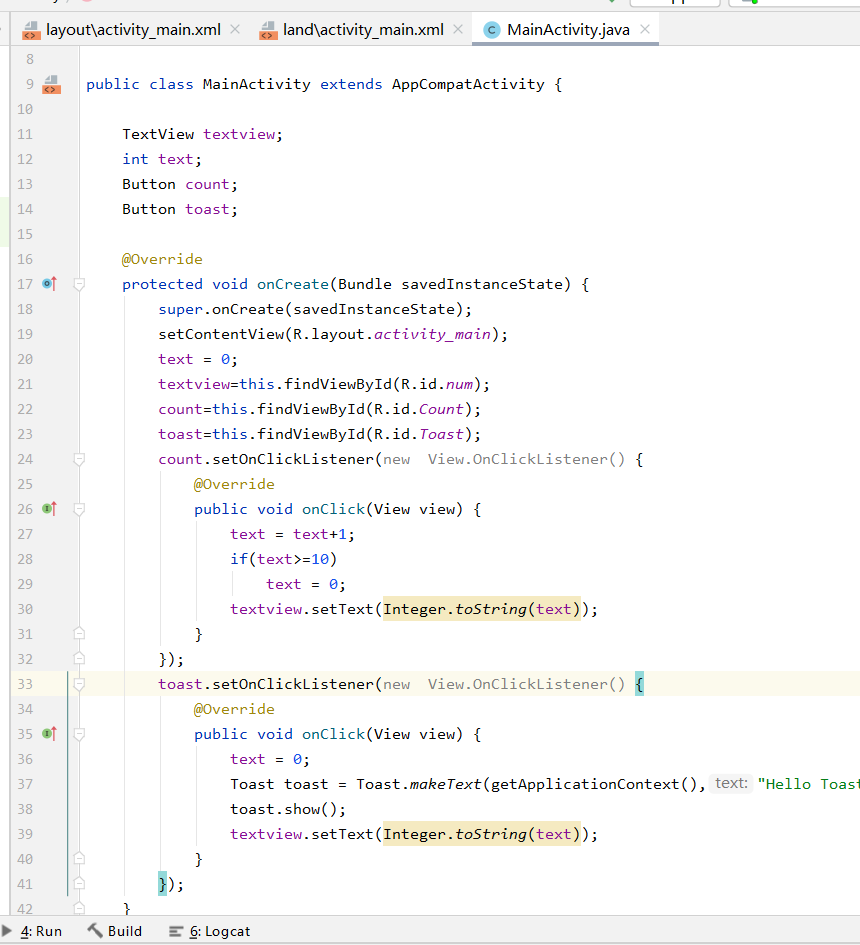 layout\activity_main.xml land\activity_main.xml MainActivity.java
8
9 public class MainActivity extends AppCompatActivity {
10
11 TextView textview;
12 int text;
13 Button count;
14 Button toast;
15
16 @Override
17 protected void onCreate(Bundle savedInstanceState) {
18 super.onCreate(savedInstanceState);
19 setContentView(R.layout.activity_main);
20 text = 0;
21 textview=this.findViewById(R.id.num);
22 count=this.findViewById(R.id.Count);
23 toast=this.findViewById(R.id.Toast);
24 count.setOnClickListener(new View.OnClickListener() {
25 @Override
26 public void onClick(View view) {
27 text = text+1;
28 if(text>=10)
29 text = 0;
30 textview.setText(Integer.toString(text));
31 }
32 });
33 toast.setOnClickListener(new View.OnClickListener() {
34 @Override
35 public void onClick(View view) {
36 text = 0;
37 Toast toast = Toast.makeText(getApplicationContext(), text: "Hello Toast
38 toast.show();
39 textview.setText(Integer.toString(text));
40 }
41 });
42 }
4: Run Build 6: Logcat